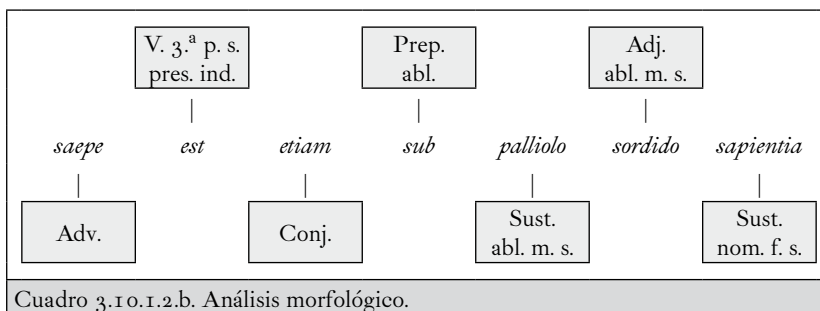 V. 3.ª p. s. Prep. Adj.
pres. ind. abl. abl. m. s.
saepe est etiam sub palliolo sordido sapientia
Adv. Conj. Sust. Sust.
abl. m. s. nom. f. s.
Cuadro 3.10.1.2.b. Análisis morfológico.